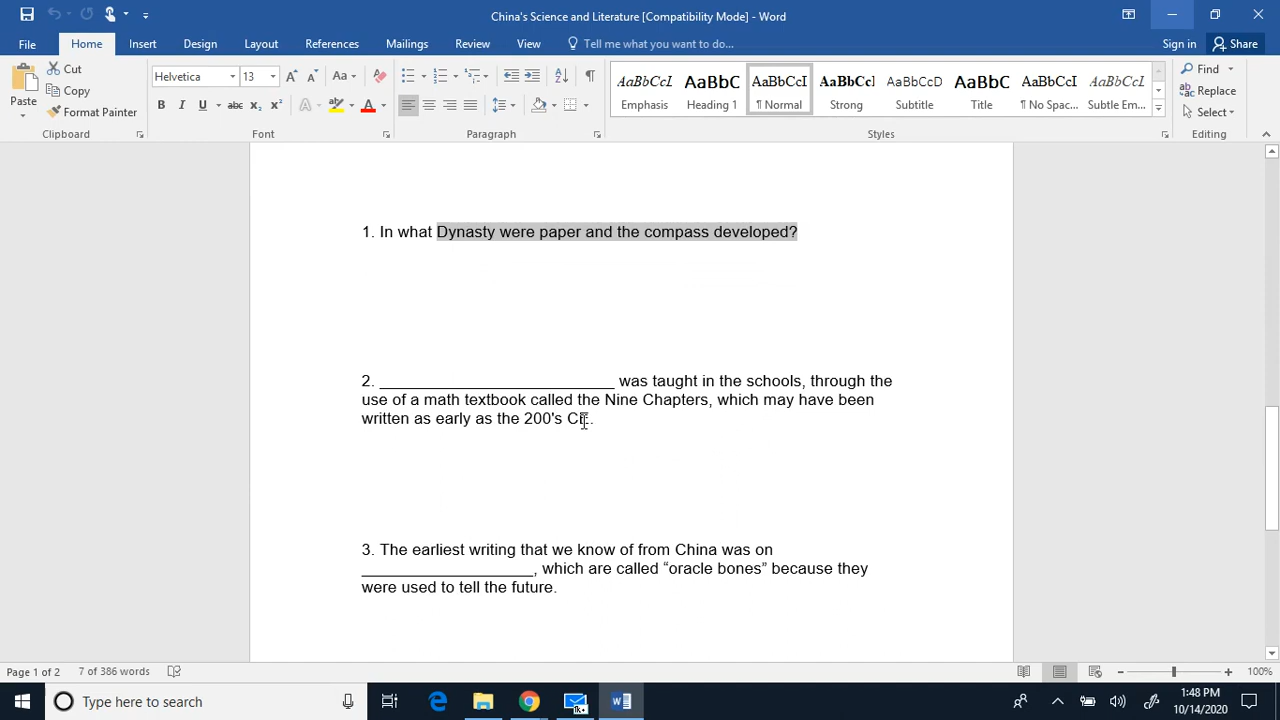 China's Science and Literature [Compatibility Mode] - Word
File Home Insert Design Layout References Mailings Review View Tell me what you want to do... Sign in Share
Paste
Cut
Copy
Format Painter
Clipboard
Helvetica 13
Font
Paragraph
AaBbCcI AaBbC AaBbCcI AaBbCcI AaBbCcD AaBbC AaBbCcI AaBbCcI
Emphasis Heading 1 ¶ Normal Strong Subtitle Title ¶ No Spac... Subtle Em...
Styles
Find
Replace
Select
Editing
1. In what Dynasty were paper and the compass developed?
2. ____________________________ was taught in the schools, through the
use of a math textbook called the Nine Chapters, which may have been
written as early as the 200's CE.
3. The earliest writing that we know of from China was on
____________________, which are called “oracle bones” because they
were used to tell the future.
Page 1 of 2 7 of 386 words 100%
Type here to search
1k+
1:48 PM
10/14/2020